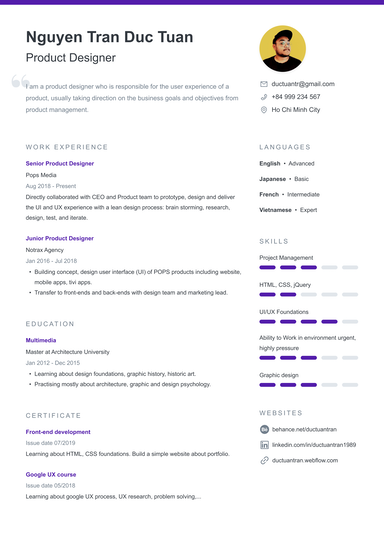 Nguyen Tran Duc Tuan
Product Designer
I am a product designer who is responsible for the user experience of a
product, usually taking direction on the business goals and objectives from
project management.
ductuantr@gmail.com
+84 999 234 567
Ho Chi Minh City
WORK EXPERIENCE
Senior Product Designer
Pops Media
Aug 2018 - Present
Directly collaborated with CEO and Product team to prototype, design and deliver
the UI and UX experience with a lean design process: brain storming, research,
design, test, and iterate.
Junior Product Designer
Notrax Agency
Jan 2016 - Jul 2018
• Building concept, design user interface (UI) of POPS products including website,
mobile apps, tivi apps.
• Transfer to front-ends and back-ends with design team and marketing lead.
EDUCATION
Multimedia
Master at Architecture University
Jan 2012 - Dec 2015
• Learning about design foundations, graphic history, historic art.
• Practising mostly about architecture, graphic and design psychology.
CERTIFICATE
Front-end development
Issue date 07/2019
Learning about HTML, CSS foundations. Build a simple website about portfolio.
Google UX course
Issue date 05/2018
Learning about google UX process, UX research, problem solving,...
LANGUAGES
English • Advanced
Japanese • Basic
French • Intermediate
Vietnamese • Expert
SKILLS
Project Management
HTML, CSS, jQuery
UI/UX Foundations
Ability to Work in environment urgent,
highly pressure
Graphic design
WEBSITES
Bē behance.net/ductuantran
in linkedin.com/in/ductuantran1989
ductuantran.webflow.com